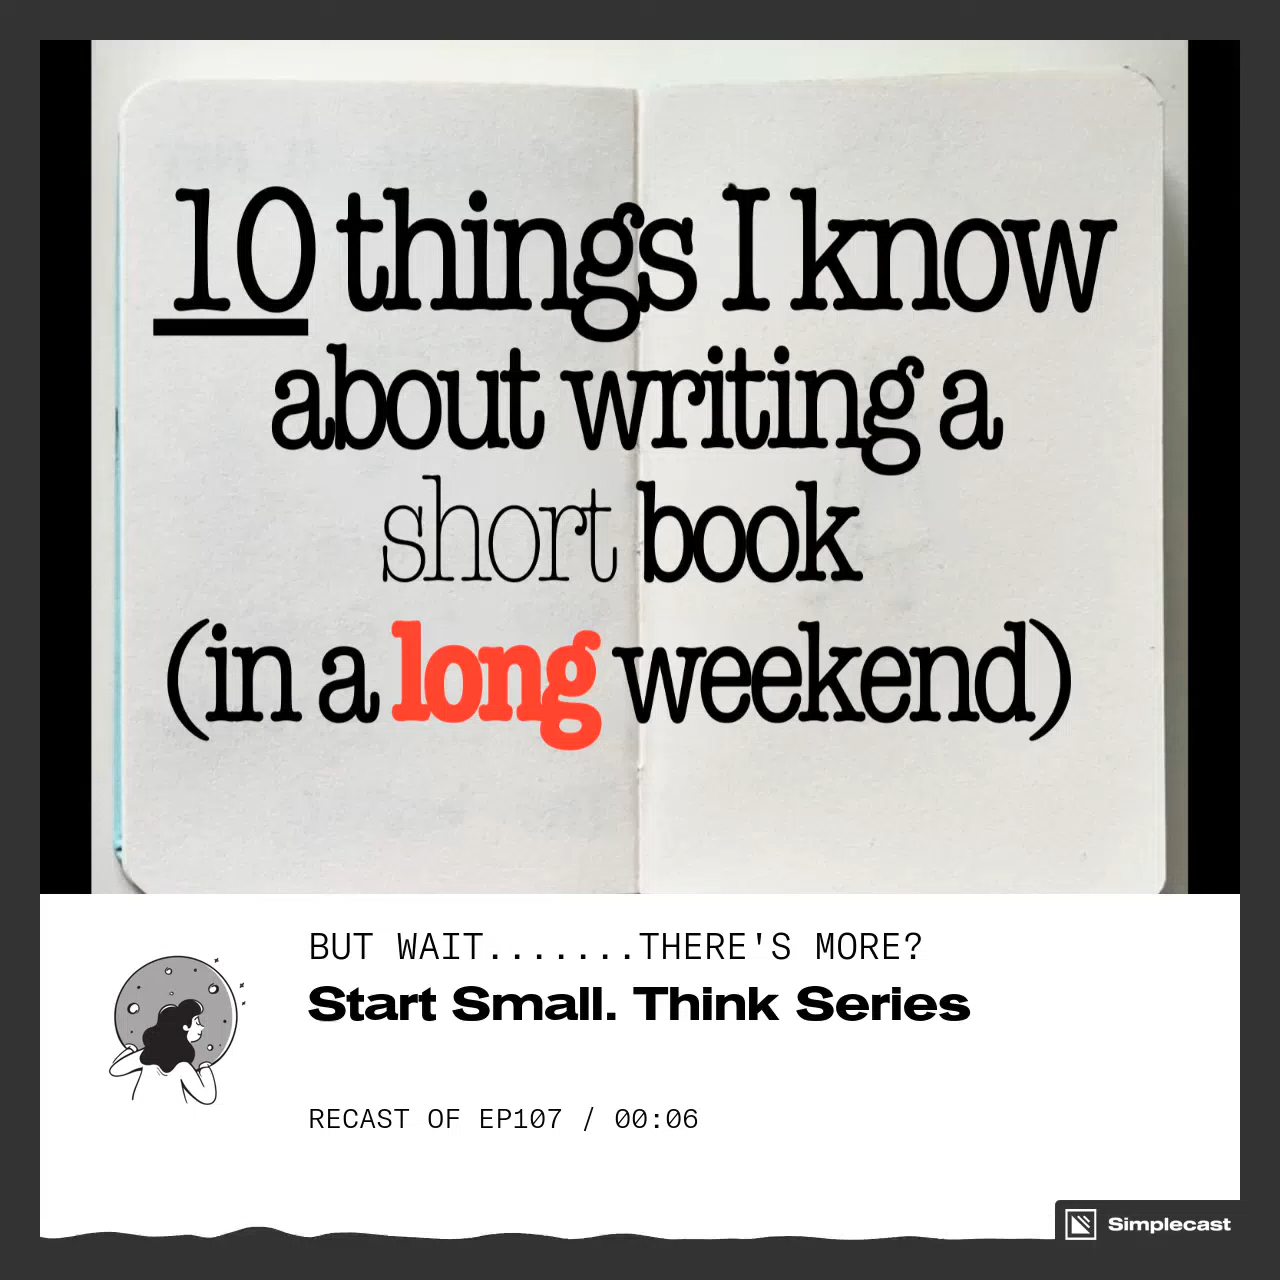 10 things I know
about writing a
short book
(in a long weekend)
BUT WAIT.......THERE'S MORE?
Start Small. Think Series
RECAST OF EP107 / 00:06
Simplecast